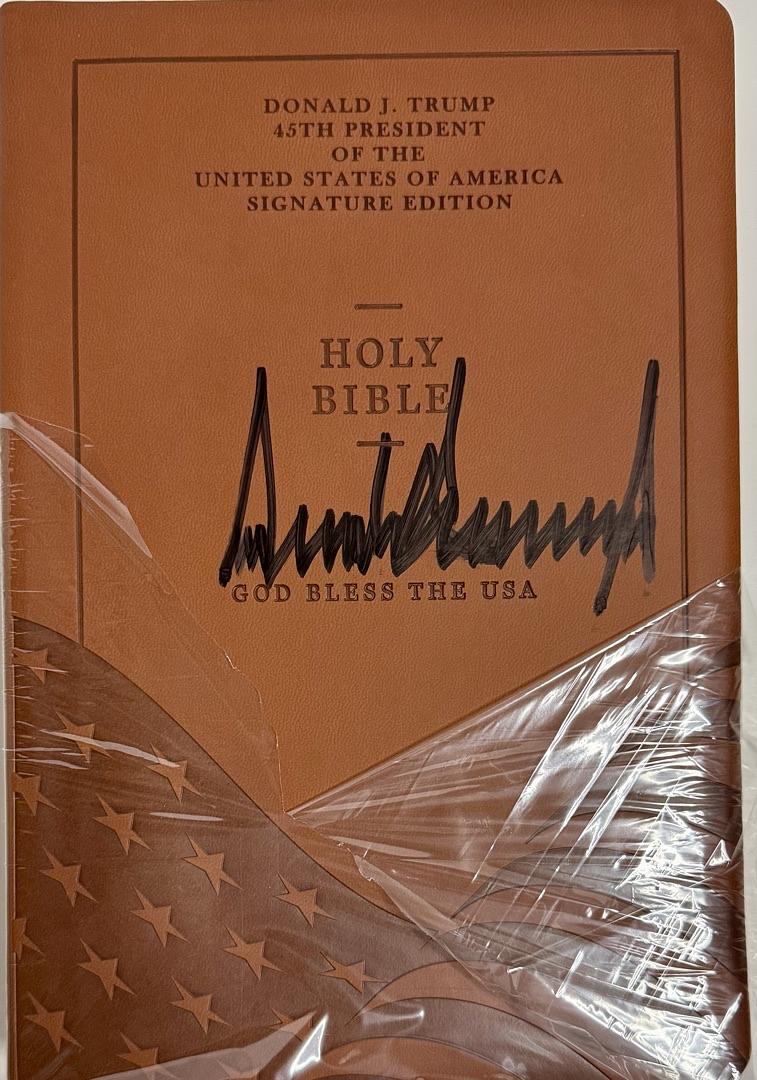 DONALD J. TRUMP
45TH PRESIDENT
OF THE
UNITED STATES OF AMERICA
SIGNATURE EDITION
HOLY
BIBLE
GOD BLESS THE USA